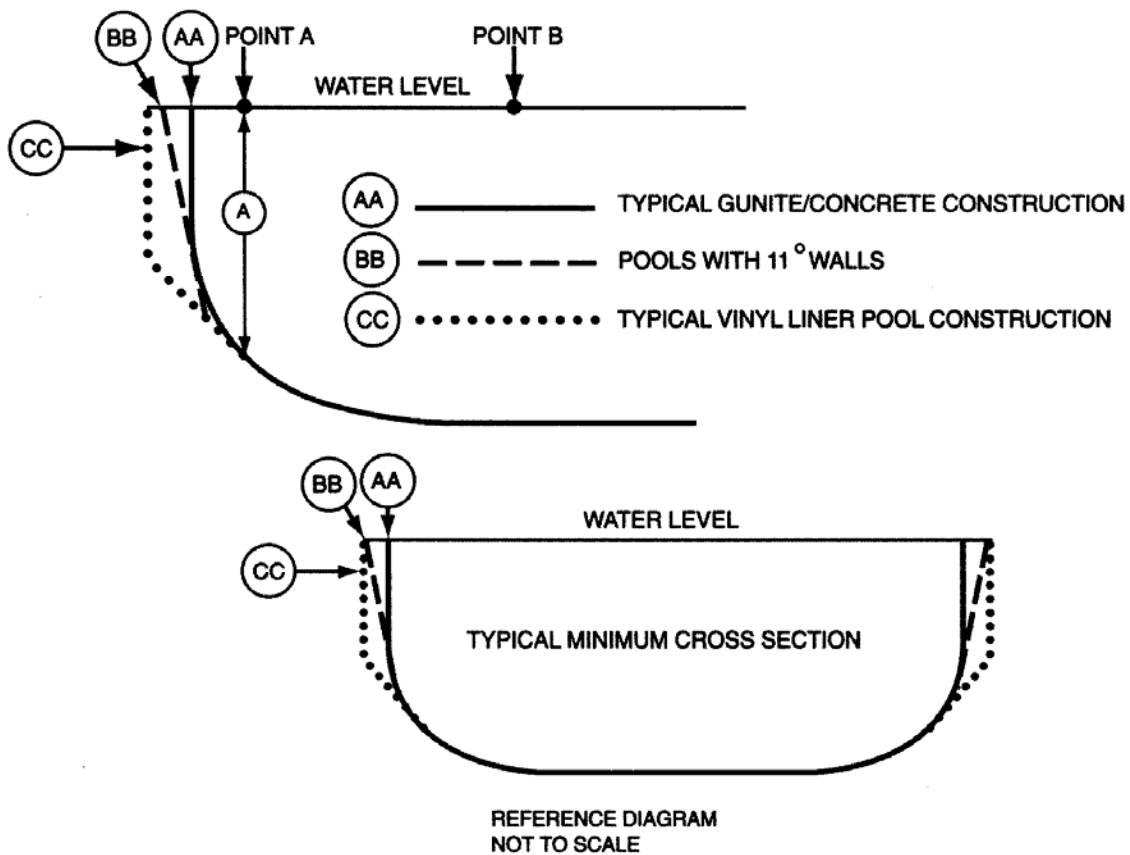 BB
AA
POINT A
POINT B
WATER LEVEL
CC
A
AA
TYPICAL GUNITE/CONCRETE CONSTRUCTION
BB
POOLS WITH 11° WALLS
CC
TYPICAL VINYL LINER POOL CONSTRUCTION
BB
AA
WATER LEVEL
CC
TYPICAL MINIMUM CROSS SECTION
REFERENCE DIAGRAM
NOT TO SCALE